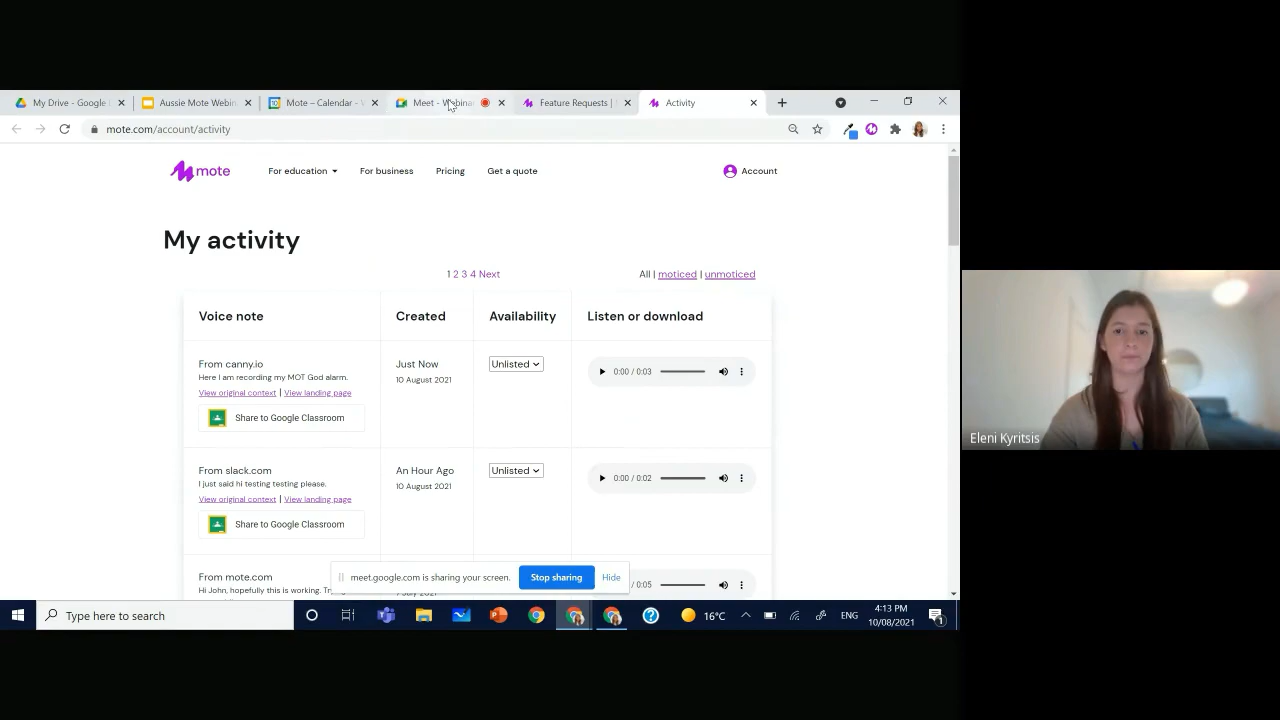 My Drive - Google
Aussie Mote Webin
Mote – Calendar - W
Meet - Webina
Feature Requests |
Activity
mote.com/account/activity
mote
For education
For business
Pricing
Get a quote
Account
My activity
1 2 3 4 Next
All | moticed | unmoticed
Voice note
Created
Availability
Listen or download
From canny.io
Just Now
Unlisted
Here I am recording my MOT God alarm.
10 August 2021
0:00 / 0:03
View original context | View landing page
Share to Google Classroom
From slack.com
An Hour Ago
Unlisted
I just said hi testing testing please.
10 August 2021
0:00 / 0:02
View original context | View landing page
Share to Google Classroom
From mote.com
Hi John, hopefully this is working.
2021
/ 0:05
meet.google.com is sharing your screen.
Stop sharing
Hide
Type here to search
16°C
ENG
4:13 PM
10/08/2021
1
Eleni Kyritsis